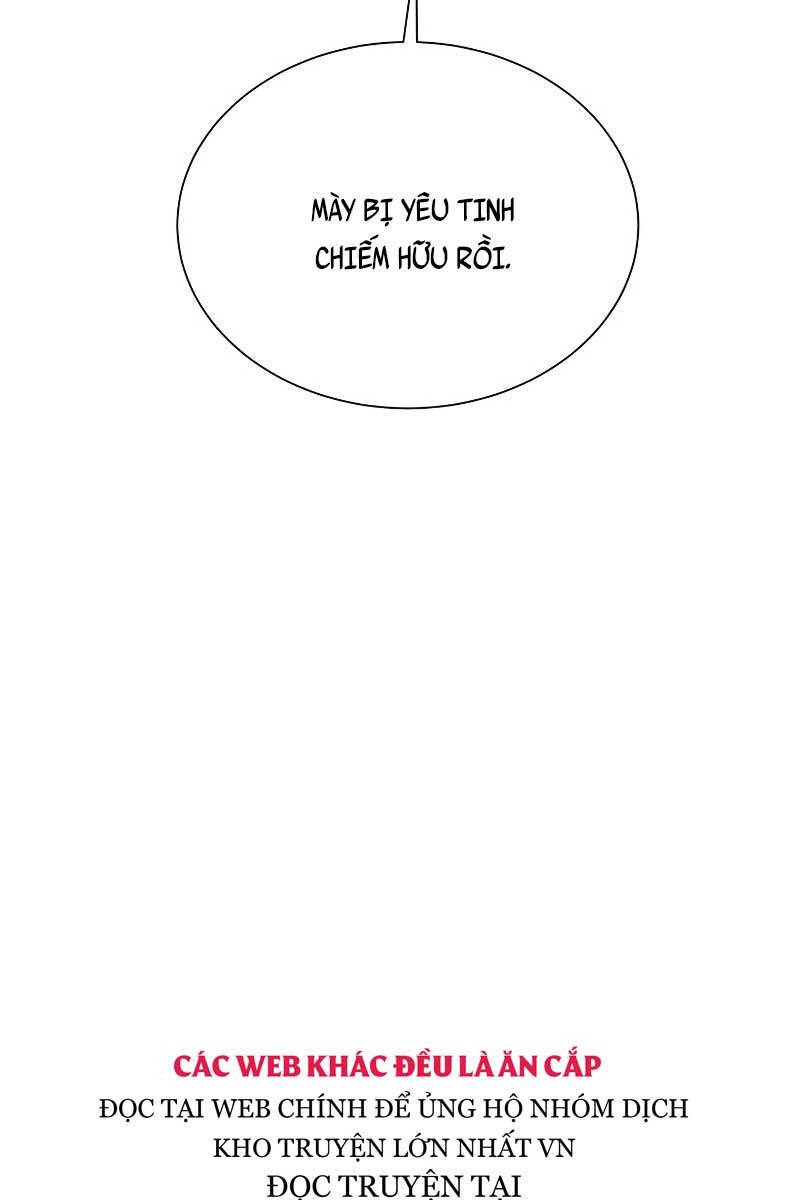 MÀY BỊ YÊU TINH
CHIẾM HỮU RỒI.
CÁC WEB KHÁC ĐỀU LÀ ĂN CẮP
ĐỌC TẠI WEB CHÍNH ĐỂ ỦNG HỘ NHÓM DỊCH
KHO TRUYỆN LỚN NHẤT VN
ĐỌC TRUYỆN TẠI